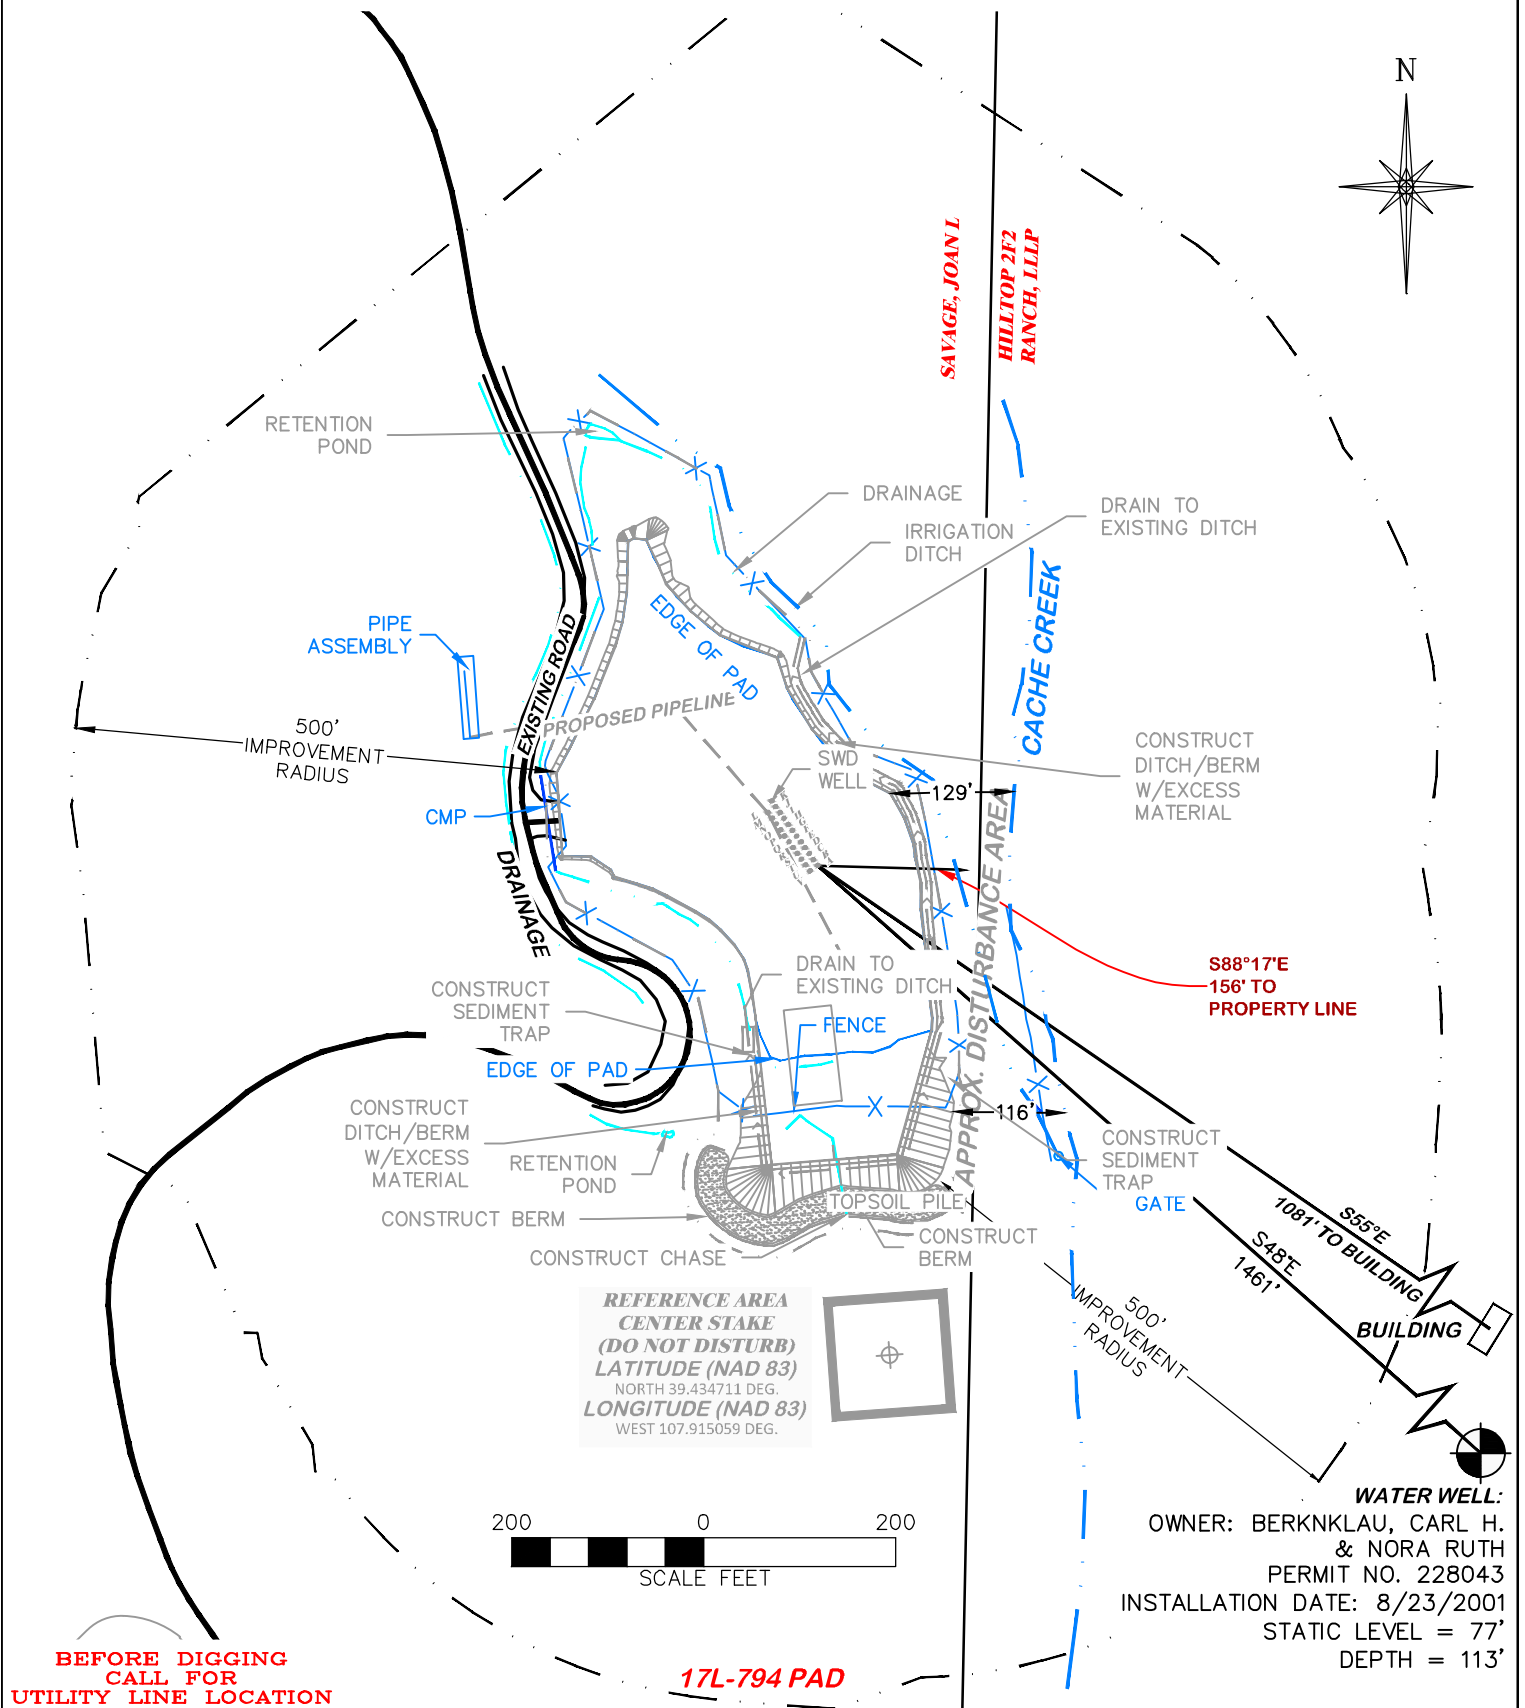 N
SAVAGE, JOAN L
HILLTOP 2F2
RANCH, LLLP
RETENTION
POND
DRAINAGE
IRRIGATION
DITCH
DRAIN TO
EXISTING DITCH
CACHE CREEK
PIPE
ASSEMBLY
EDGE OF PAD
EXISTING ROAD
PROPOSED PIPELINE
500'
IMPROVEMENT
RADIUS
SWD
WELL
CONSTRUCT
DITCH/BERM
W/EXCESS
MATERIAL
129'
CMP
DRAINAGE
APPROX. DISTURBANCE AREA
S88°17'E
156' TO
PROPERTY LINE
DRAIN TO
EXISTING DITCH
CONSTRUCT
SEDIMENT
TRAP
FENCE
EDGE OF PAD
CONSTRUCT
DITCH/BERM
W/EXCESS
MATERIAL
116'
CONSTRUCT
SEDIMENT
TRAP
GATE
RETENTION
POND
TOPSOIL PILE
CONSTRUCT BERM
CONSTRUCT
BERM
CONSTRUCT CHASE
S55°E
1081' TO BUILDING
S48°E
1461'
BUILDING
500'
IMPROVEMENT
RADIUS
REFERENCE AREA
CENTER STAKE
(DO NOT DISTURB)
LATITUDE (NAD 83)
NORTH 39.434711 DEG.
LONGITUDE (NAD 83)
WEST 107.915059 DEG.
200 0 200
SCALE FEET
WATER WELL:
OWNER: BERKNKLAU, CARL H.
& NORA RUTH
PERMIT NO. 228043
INSTALLATION DATE: 8/23/2001
STATIC LEVEL = 77'
DEPTH = 113'
BEFORE DIGGING
CALL FOR
UTILITY LINE LOCATION
17L-794 PAD